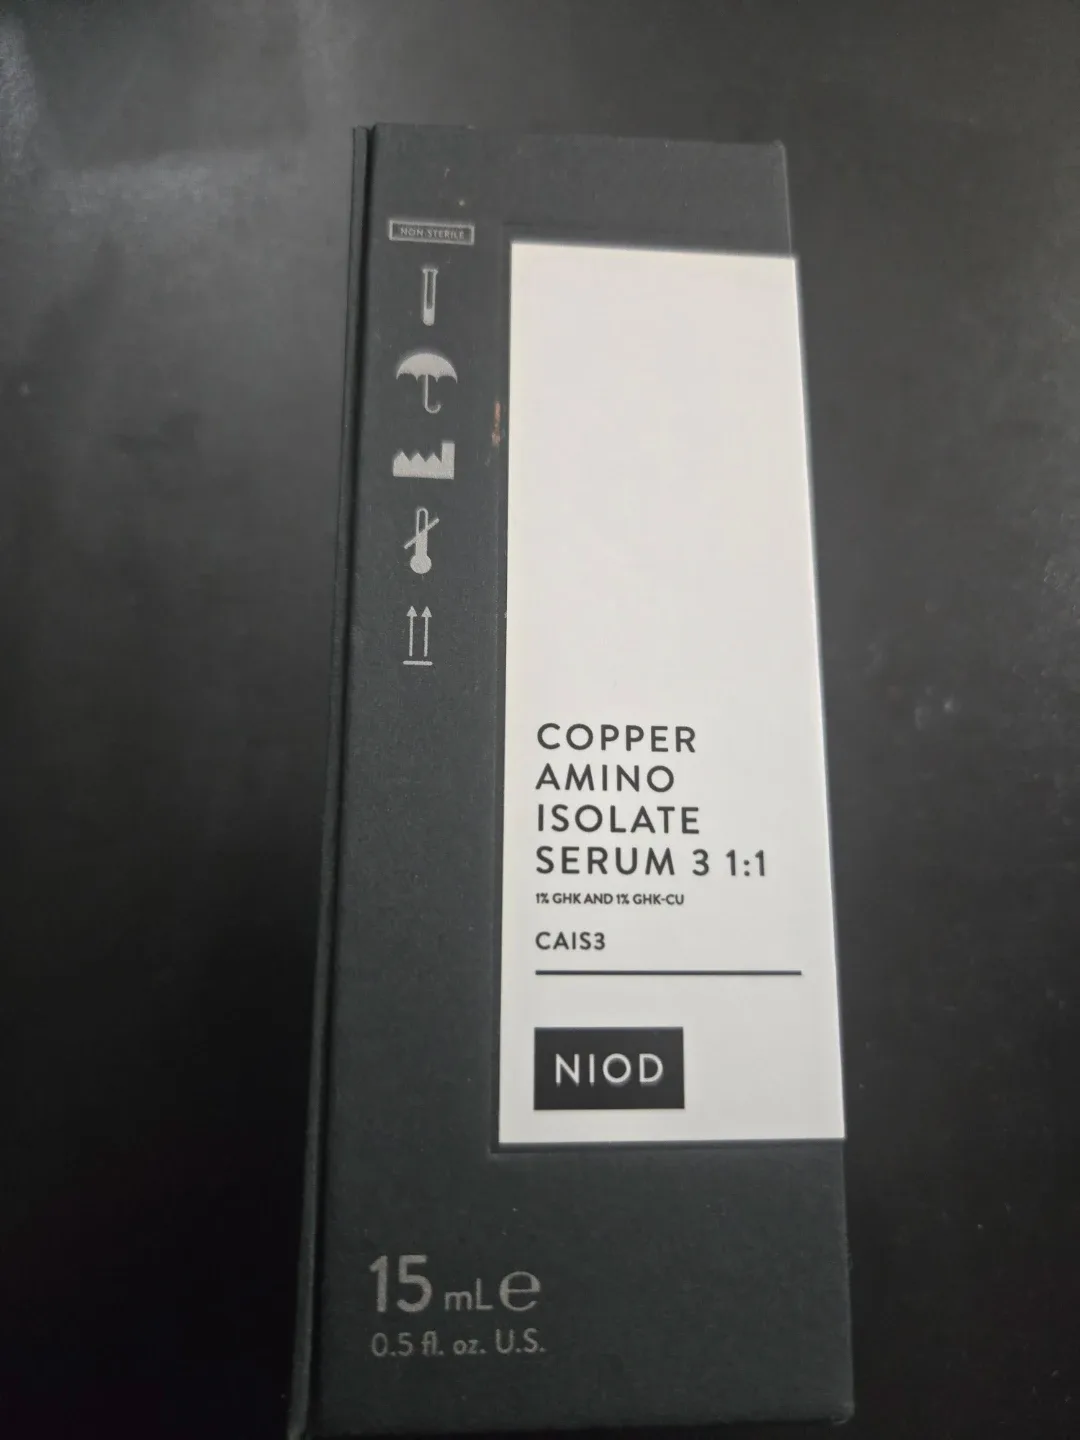 NON STERILE
COPPER
AMINO
ISOLATE
SERUM 3 1:1
1% GHK AND 1% GHK-CU
CAIS3
NIOD
15 mL e
0.5 fl. oz. U.S.